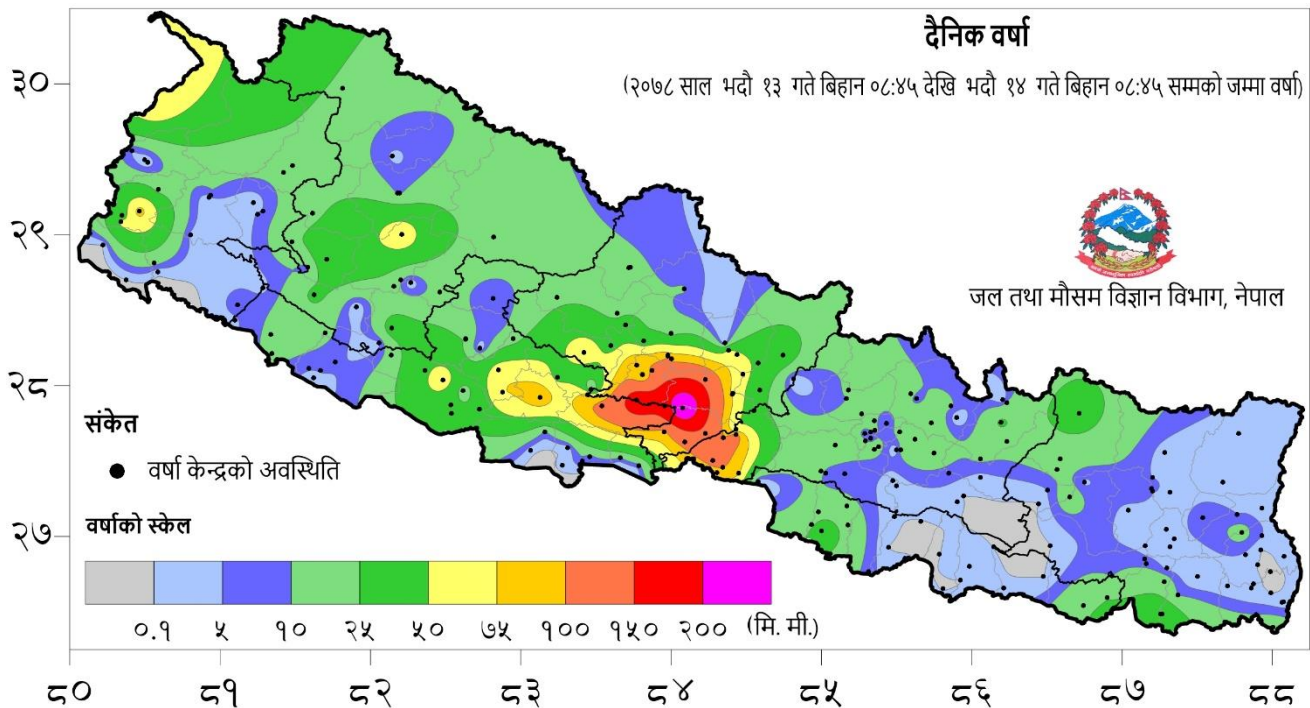 दैनिक वर्षा
(२०७८ साल भदौ १३ गते बिहान ०८:४५ देखि भदौ १४ गते बिहान ०८:४५ सम्मको जम्मा वर्षा)
३०
२९
जल तथा मौसम विज्ञान विभाग, नेपाल
२८
संकेत
वर्षा केन्द्रको अवस्थिति
वर्षाको स्केल
२७
०.१ ५ १० २५ ५० ७५ १०० १५० २०० (मि. मी.)
८० ८१ ८२ ८३ ८४ ८५ ८६ ८७ ८८